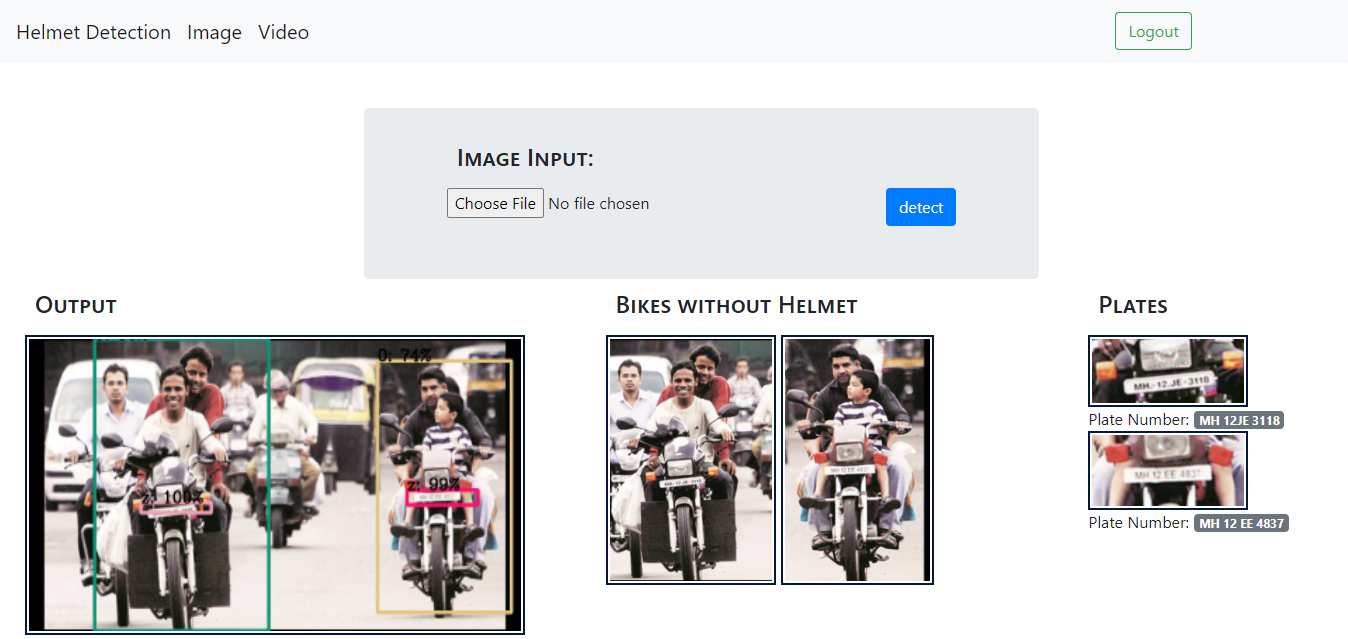 Helmet Detection Image Video Logout
Image Input:
Choose File No file chosen
detect
Output
Bikes without Helmet
Plates
0: 74%
z: 100%
z: 99%
MH-12.JE-3118
Plate Number: MH 12JE 3118
MH 12 EE 4837
Plate Number: MH 12 EE 4837